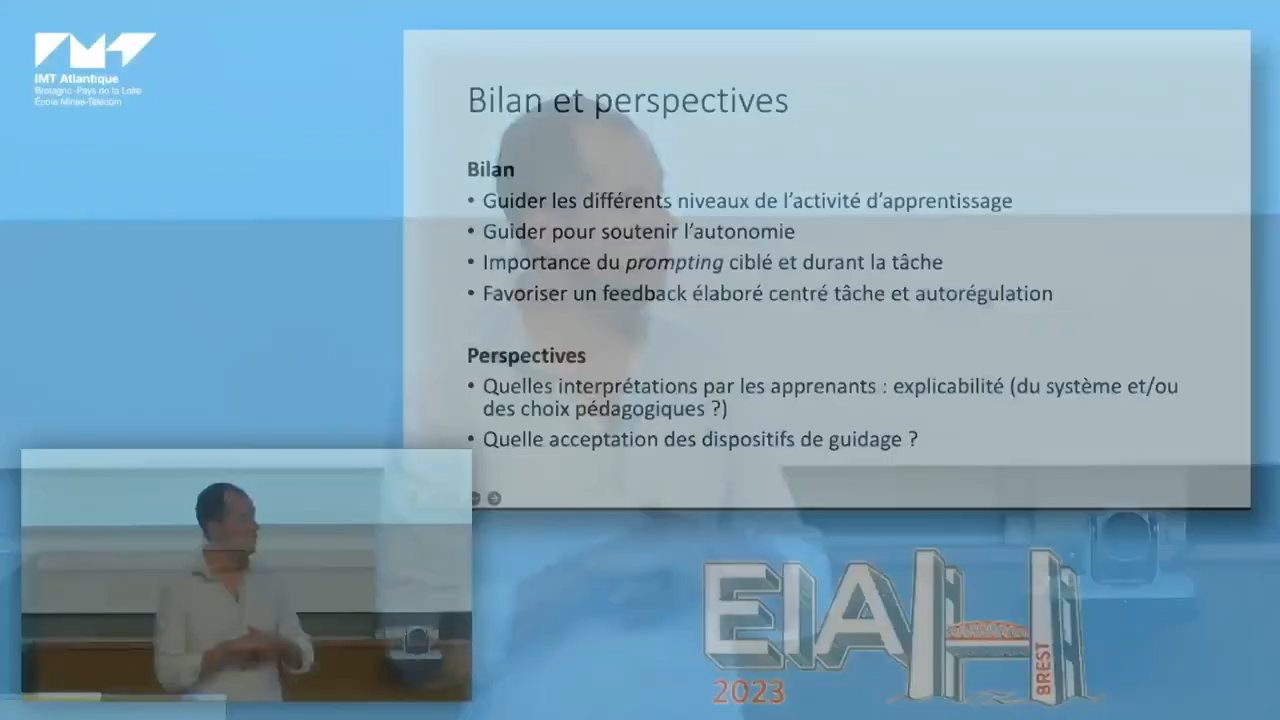 IMT Atlantique
Bretagne-Pays de la Loire
École Mines-Télécom
Bilan et perspectives
Bilan
• Guider les différents niveaux de l'activité d'apprentissage
• Guider pour soutenir l'autonomie
• Importance du prompting ciblé et durant la tâche
• Favoriser un feedback élaboré centré tâche et autorégulation
Perspectives
• Quelles interprétations par les apprenants : explicabilité (du système et/ou
des choix pédagogiques ?)
• Quelle acceptation des dispositifs de guidage ?
EIAH
BREST
2023